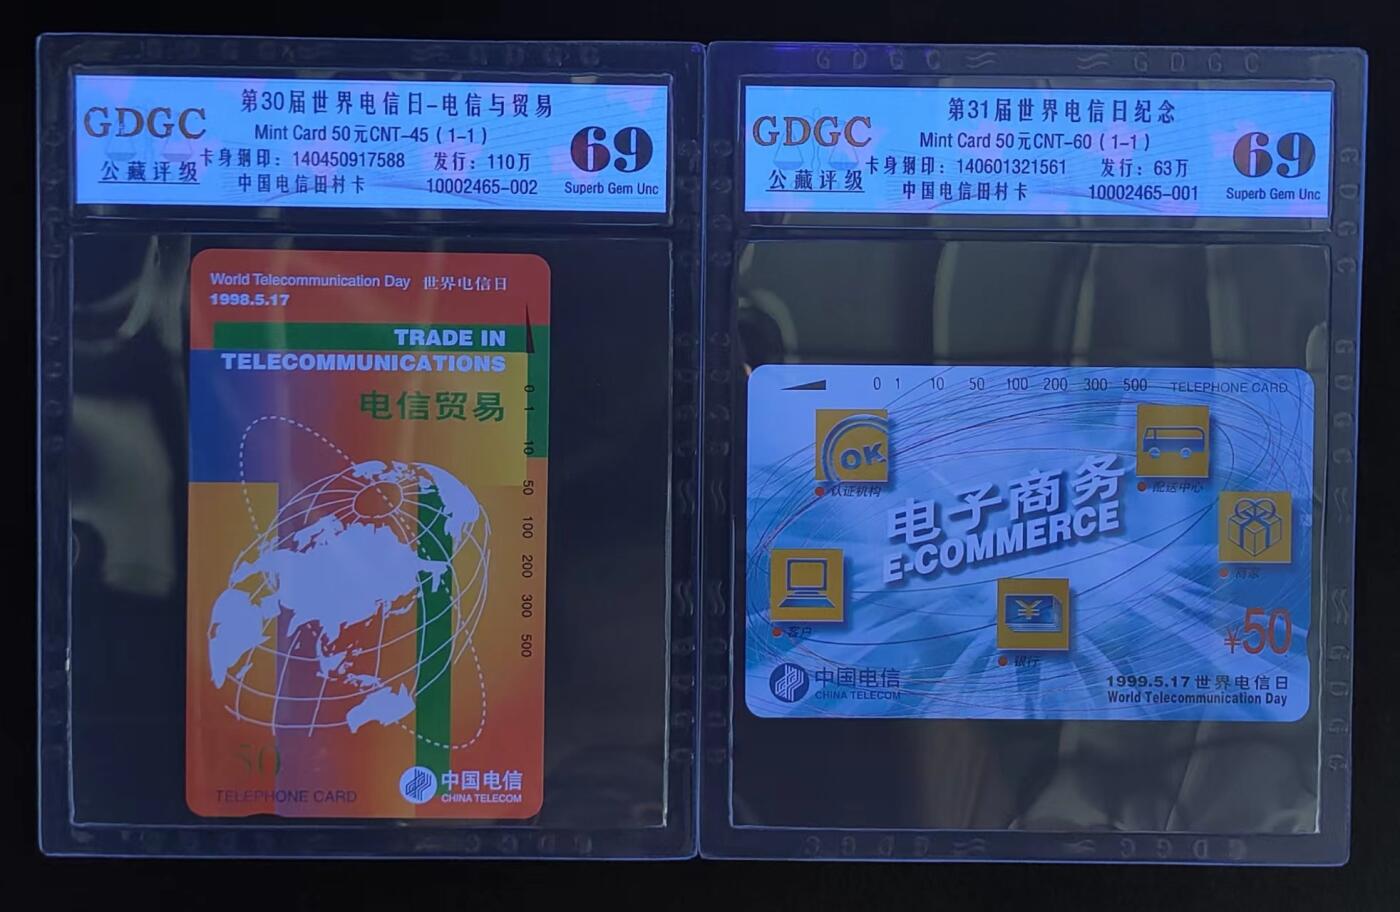 GDGC
公藏评级
第30届世界电信日-电信与贸易
Mint Card 50元CNT-45 (1-1)
卡身钢印：140450917588 发行：110万
中国电信田村卡 10002465-002
69
Superb Gem Unc
World Telecommunication Day 世界电信日
1998.5.17
TRADE IN
TELECOMMUNICATIONS
电信贸易
0 1 10 50 100 200 300 500
50
TELEPHONE CARD
中国电信
CHINA TELECOM
GDGC
公藏评级
第31届世界电信日纪念
Mint Card 50元CNT-60 (1-1)
卡身钢印：140601321561 发行：63万
中国电信田村卡 10002465-001
69
Superb Gem Unc
0 1 10 50 100 200 300 500 TELEPHONE CARD
OK
认证机构
配送中心
电子商务
E-COMMERCE
商家
客户
¥
银行
¥50
中国电信
CHINA TELECOM
1999.5.17世界电信日
World Telecommunication Day